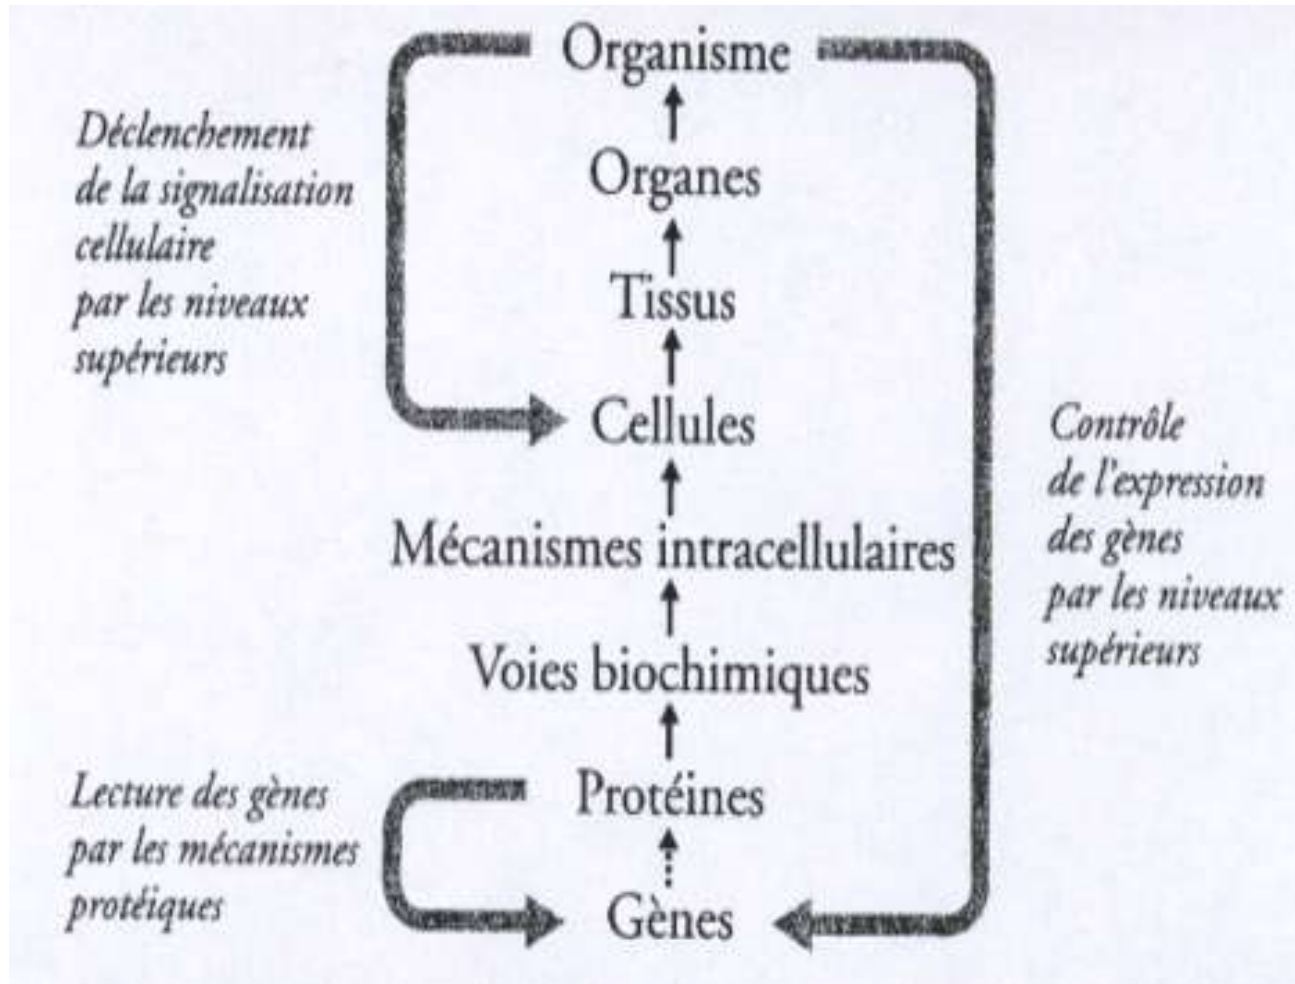 Organisme
Déclenchement
de la signalisation
cellulaire
par les niveaux
supérieurs
Organes
Tissus
Cellules
Contrôle
de l'expression
des gènes
par les niveaux
supérieurs
Mécanismes intracellulaires
Voies biochimiques
Protéines
Lecture des gènes
par les mécanismes
protéiques
Gènes